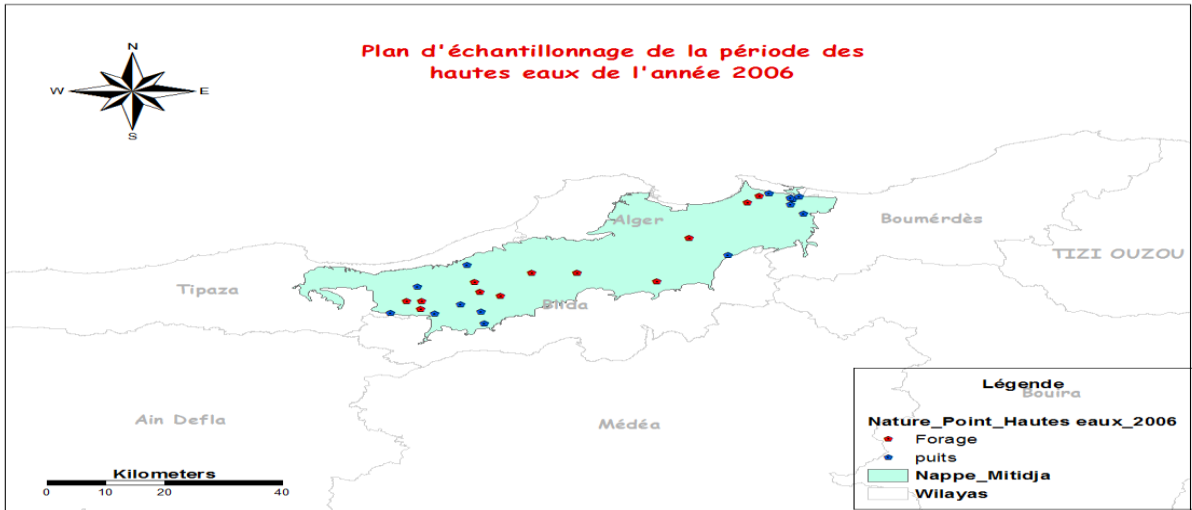 Plan d'échantillonnage de la période des
hautes eaux de l'année 2006
N
W
E
S
Alger
Boumérdès
TIZI OUZOU
Tipaza
Blida
Ain Defla
Médéa
Bouira
Légende
Nature_Point_Hautes eaux_2006
Forage
puits
Nappe_Mitidja
Wilayas
Kilometers
0 10 20 40